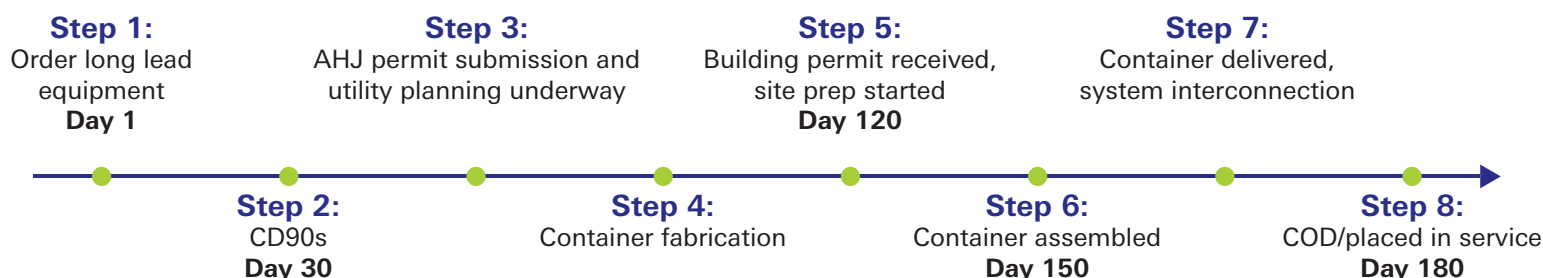 Step 1:
Order long lead
equipment
Day 1
Step 2:
CD90s
Day 30
Step 3:
AHJ permit submission and
utility planning underway
Step 4:
Container fabrication
Step 5:
Building permit received,
site prep started
Day 120
Step 6:
Container assembled
Day 150
Step 7:
Container delivered,
system interconnection
Step 8:
COD/placed in service
Day 180